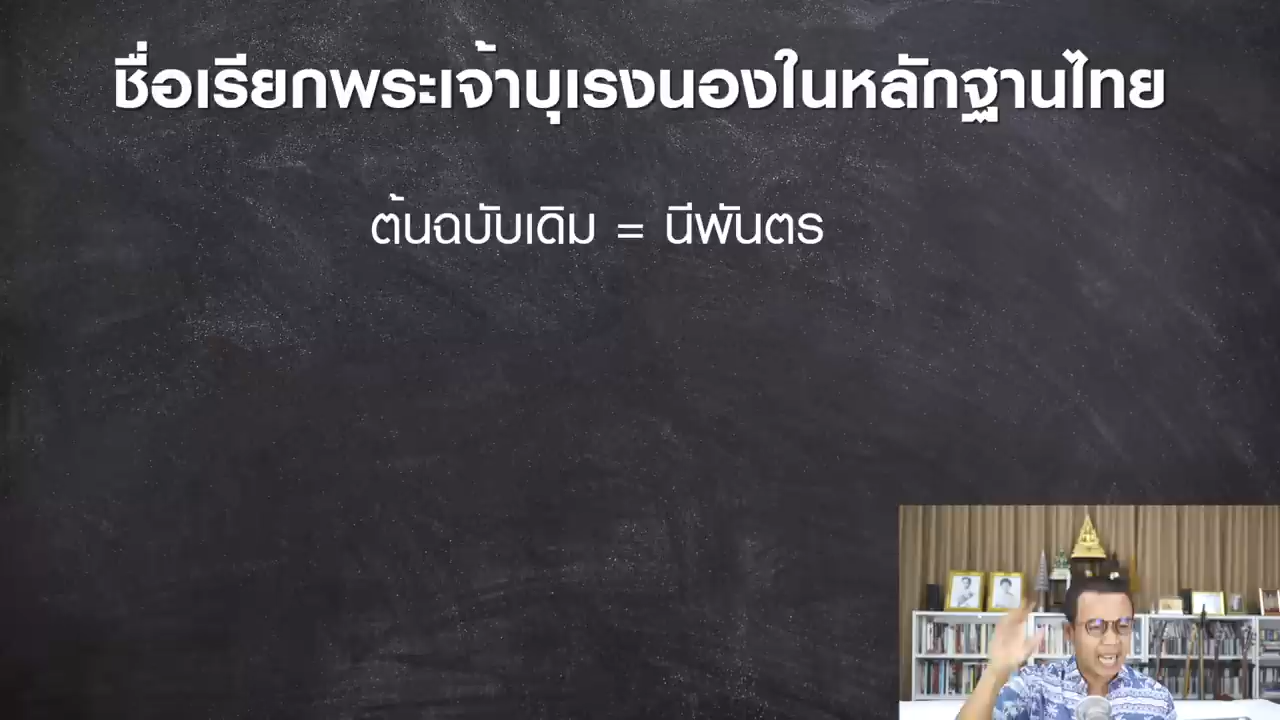 ชื่อเรียกพระเจ้าบุเรงนองในหลักฐานไทย
ต้นฉบับเดิม = นีพันตร